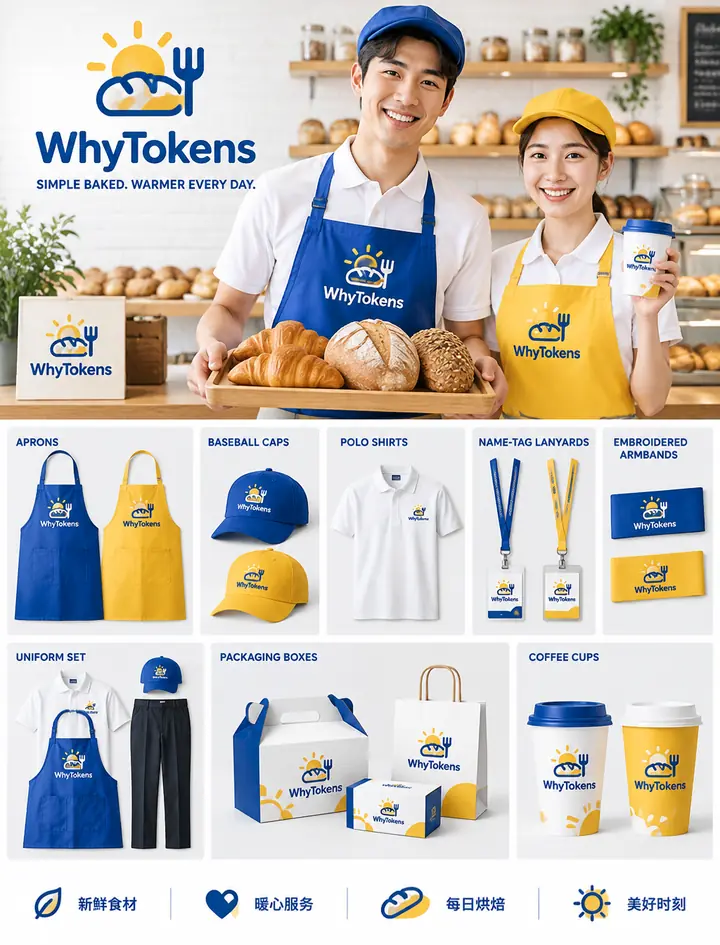 WhyTokens
SIMPLE BAKED. WARMER EVERY DAY.
WhyTokens
WhyTokens
WhyTokens
WhyTokens
APRONS
BASEBALL CAPS
POLO SHIRTS
NAME-TAG LANYARDS
EMBROIDERED
ARMBANDS
WhyTokens
WhyTokens
WhyTokens
WhyTokens
WhyTokens
WhyTokens
WhyTokens
WhyTokens
WhyTokens
UNIFORM SET
PACKAGING BOXES
COFFEE CUPS
WhyTokens
WhyTokens
WhyTokens
WhyTokens
WhyTokens
WhyTokens
WhyTokens
新鲜食材
暖心服务
每日烘焙
美好时刻